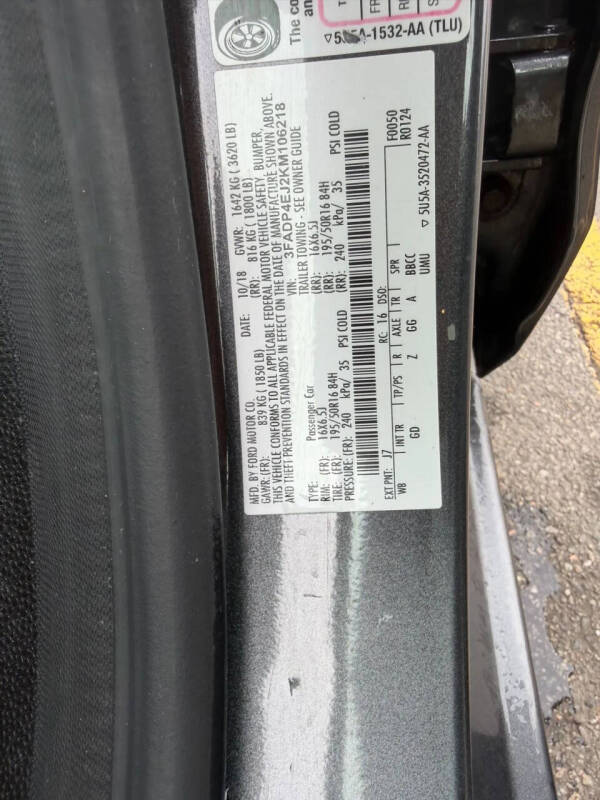 The co
an
T
FR
RE
S
-1532-AA (TLU)
MFD. BY FORD MOTOR CO.
DATE: 10/18 GVWR: 1642 KG ( 3620 LB)
GAWR: (FR): 839 KG ( 1850 LB) (RR): 816 KG ( 1800 LB)
THIS VEHICLE CONFORMS TO ALL APPLICABLE FEDERAL MOTOR VEHICLE SAFETY, BUMPER,
AND THEFT PREVENTION STANDARDS IN EFFECT ON THE DATE OF MANUFACTURE SHOWN ABOVE.
VIN: 3FADP4EJ2KM106218
TYPE: Passenger Car TRAILER TOWING - SEE OWNER GUIDE
RIM: (FR): 16X6.5J (RR): 16X6.5J
TIRE: (FR): 195/50R16 84H (RR): 195/50R16 84H
PRESSURE: (FR): 240 kPa/ 35 PSI COLD (RR): 240 kPa/ 35 PSI COLD
F0050
R0124
EXT PNT: J7 RC: 16 DSO:
WB INT TR TP/PS R AXLE TR SPR
GD Z GG A BBCC
UMU
▽ 5U5A-3520472-AA